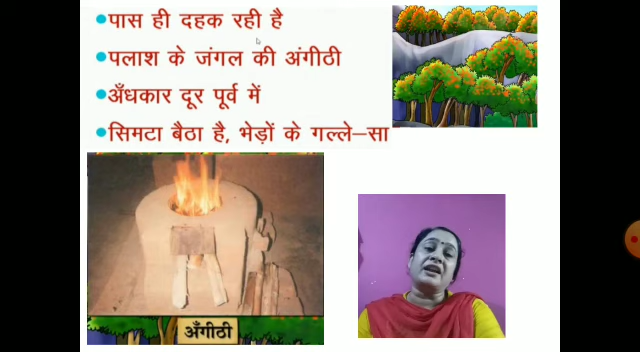 पास ही दहक रही है
पलाश के जंगल की अंगीठी
अँधकार दूर पूर्व में
सिमटा बैठा है, भेड़ों के गल्ले–सा
अँगीठी